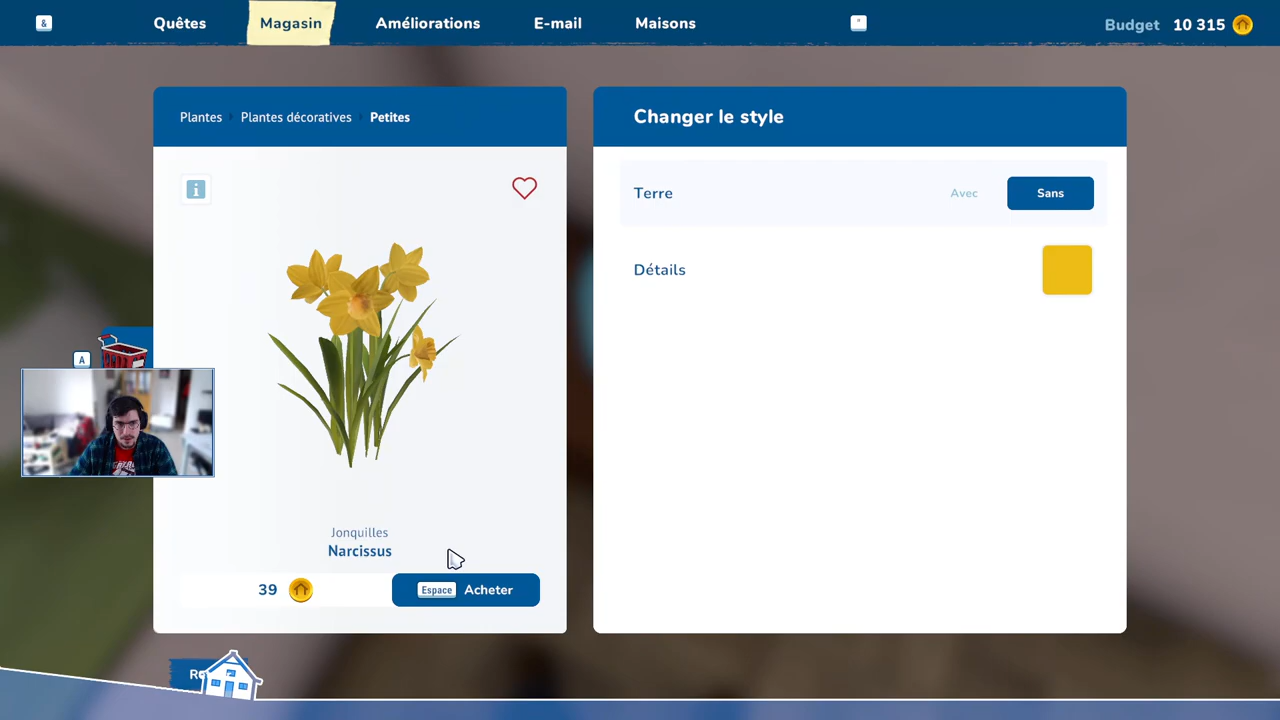 & Quêtes Magasin Améliorations E-mail Maisons " Budget 10 315
Plantes Plantes décoratives Petites
i
Jonquilles
Narcissus
39 Espace Acheter
A
Changer le style
Terre Avec Sans
Détails